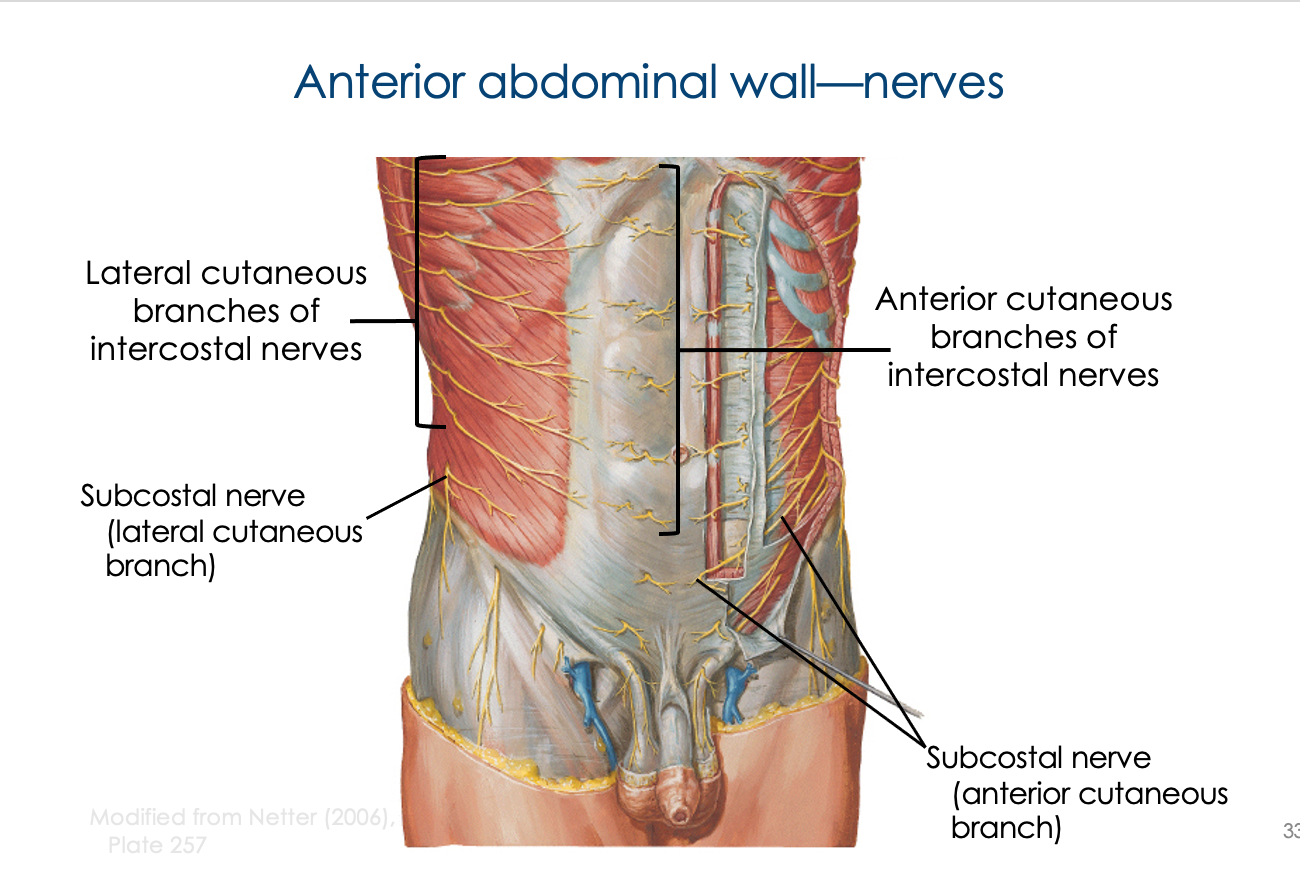 Anterior abdominal wall—nerves
Lateral cutaneous
branches of
intercostal nerves
Anterior cutaneous
branches of
intercostal nerves
Subcostal nerve
(lateral cutaneous
branch)
Subcostal nerve
(anterior cutaneous
branch)
Modified from Netter (2006),
Plate 257
33